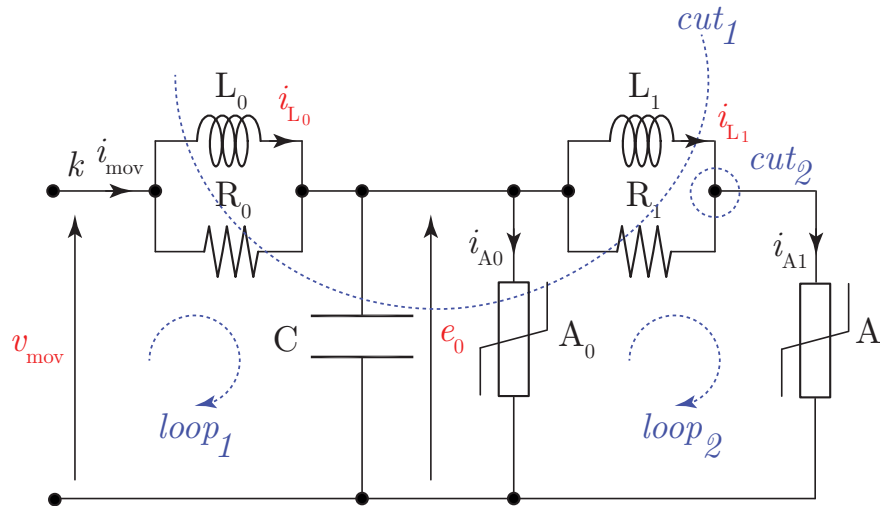 cut1
L0
iL0
L1
iL1
k
imov
R0
R1
cut2
iA0
iA1
vmov
C
e0
A0
A
loop1
loop2